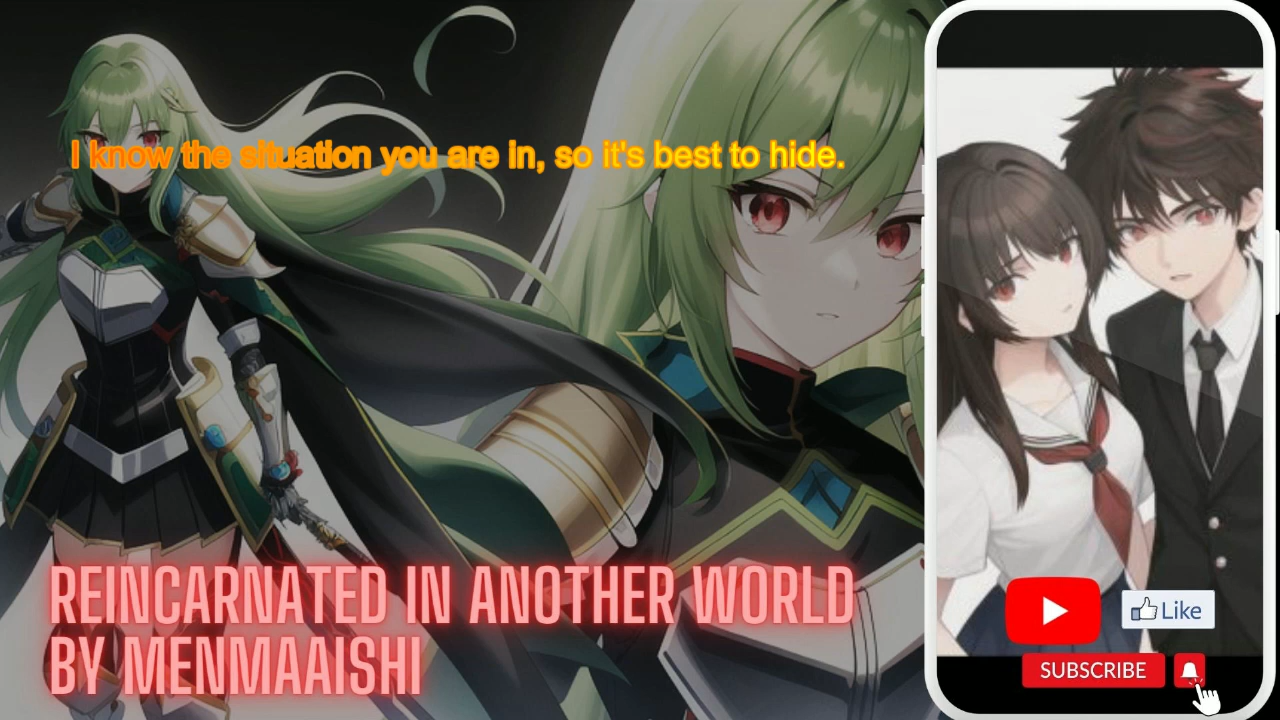 I know the situation you are in, so it's best to hide.
REINCARNATED IN ANOTHER WORLD
BY MENMAAISHI
Like
SUBSCRIBE